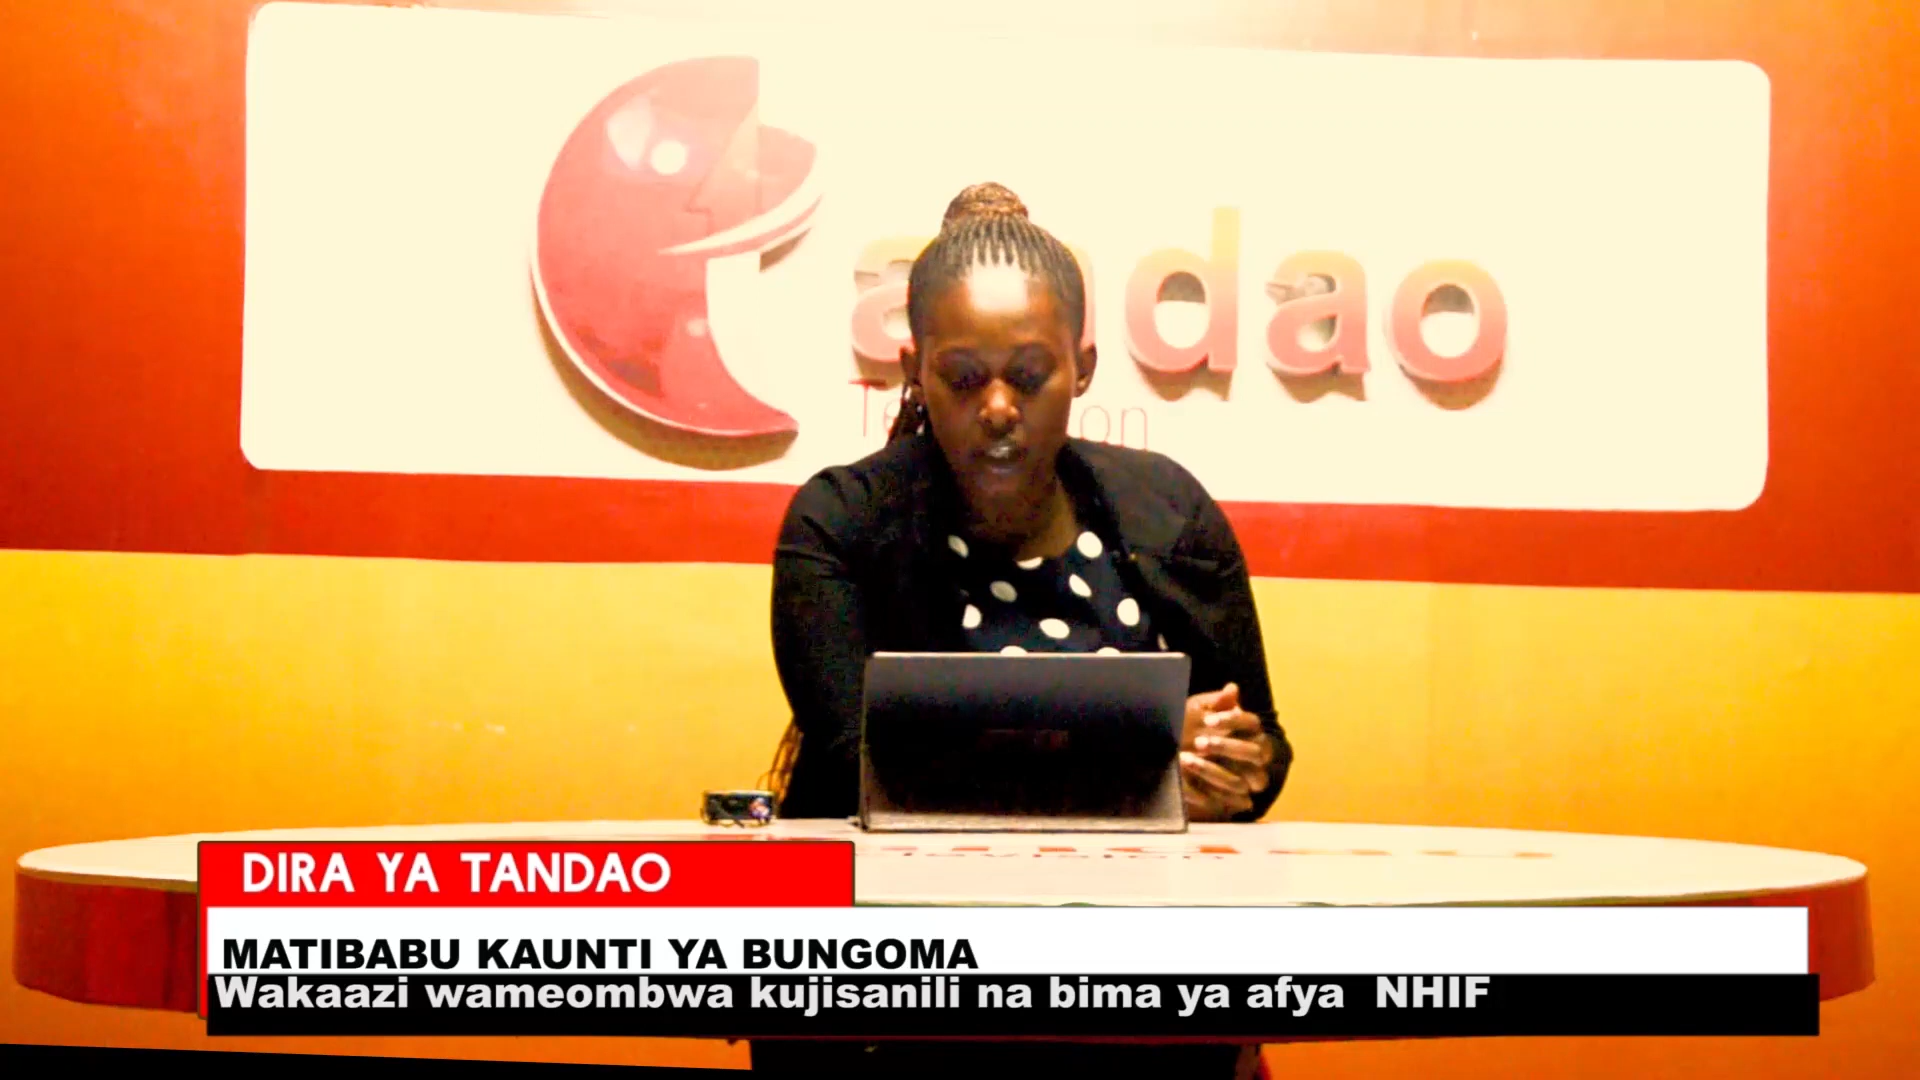 andao
DIRA YA TANDAO
MATIBABU KAUNTI YA BUNGOMA
Wakaazi wameombwa kujisanili na bima ya afya NHIF